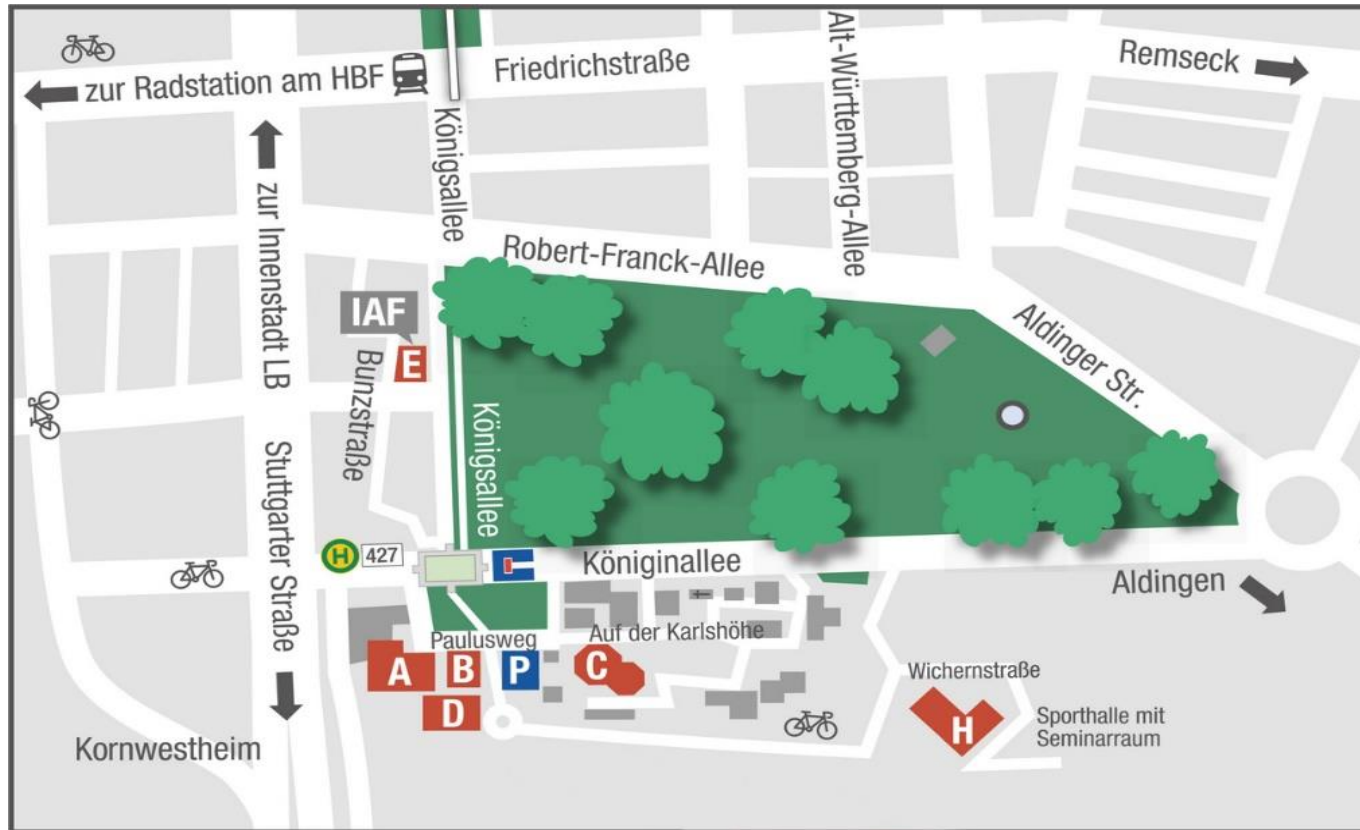 zur Radstation am HBF
Friedrichstraße
Alt-Württemberg-Allee
Remseck
Königsallee
zur Innenstadt LB
Robert-Franck-Allee
IAF
E
Bunzstraße
Königsallee
Aldinger Str.
Stuttgarter Straße
H
427
Königinallee
Aldingen
Paulusweg
Auf der Karlshöhe
A
B
P
C
D
Wichernstraße
H
Sporthalle mit
Seminarraum
Kornwestheim